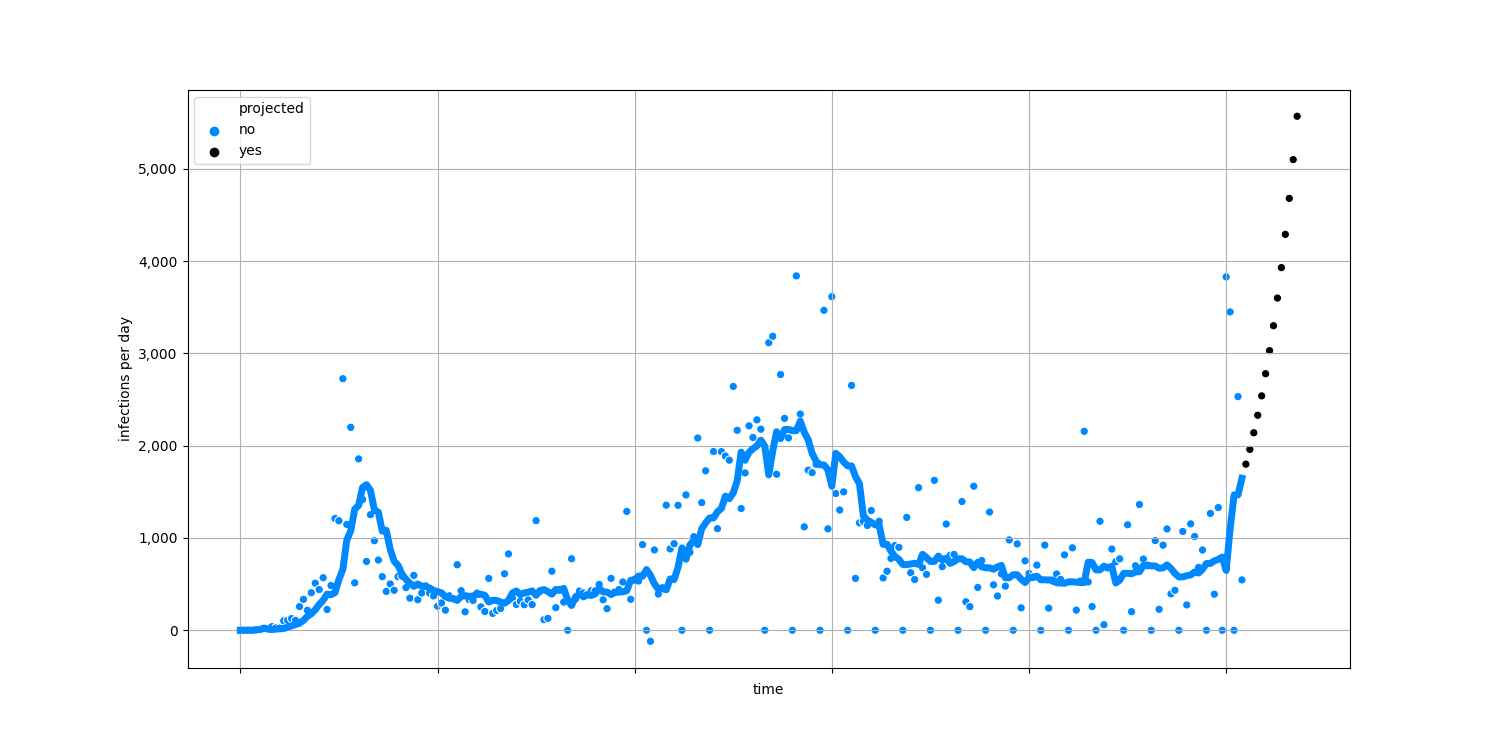 projected
no
yes
5,000
4,000
3,000
2,000
1,000
0
infections per day
time